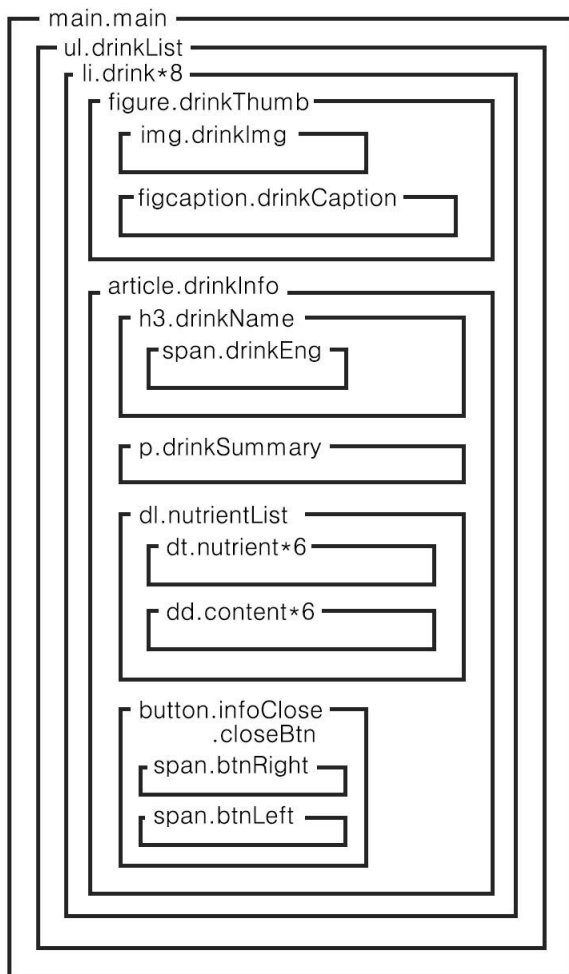 main.main
ul.drinkList
li.drink*8
figure.drinkThumb
img.drinkImg
figcaption.drinkCaption
article.drinkInfo
h3.drinkName
span.drinkEng
p.drinkSummary
dl.nutrientList
dt.nutrient*6
dd.content*6
button.infoClose
.closeBtn
span.btnRight
span.btnLeft